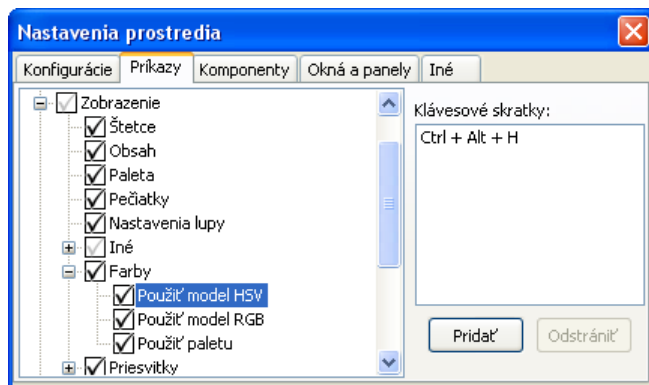 Nastavenia prostredia
Konfigurácie Príkazy Komponenty Okná a panely Iné
Zobrazenie
Štetce
Obsah
Paleta
Pečiatky
Nastavenia lupy
Iné
Farby
Použiť model HSV
Použiť model RGB
Použiť paletu
Priesvitky
Klávesové skratky:
Ctrl + Alt + H
Pridať Odstrániť